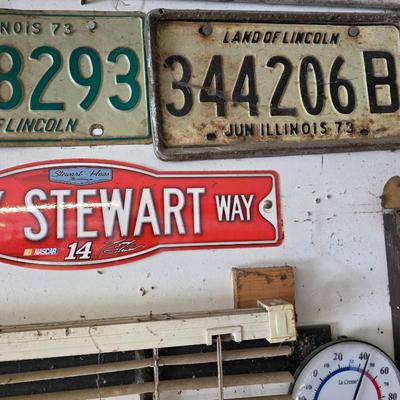 NOIS 73
8293
F LINCOLN
LAND OF LINCOLN
344206 B
JUN ILLINOIS 73
Stewart-Haas
STEWART WAY
NASCAR 14
20 40 60
80
La Crosse